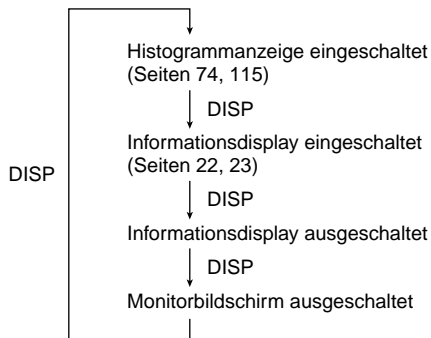 Histogrammanzeige eingeschaltet
(Seiten 74, 115)
DISP
Informationsdisplay eingeschaltet
(Seiten 22, 23)
DISP
DISP
Informationsdisplay ausgeschaltet
DISP
Monitorbildschirm ausgeschaltet